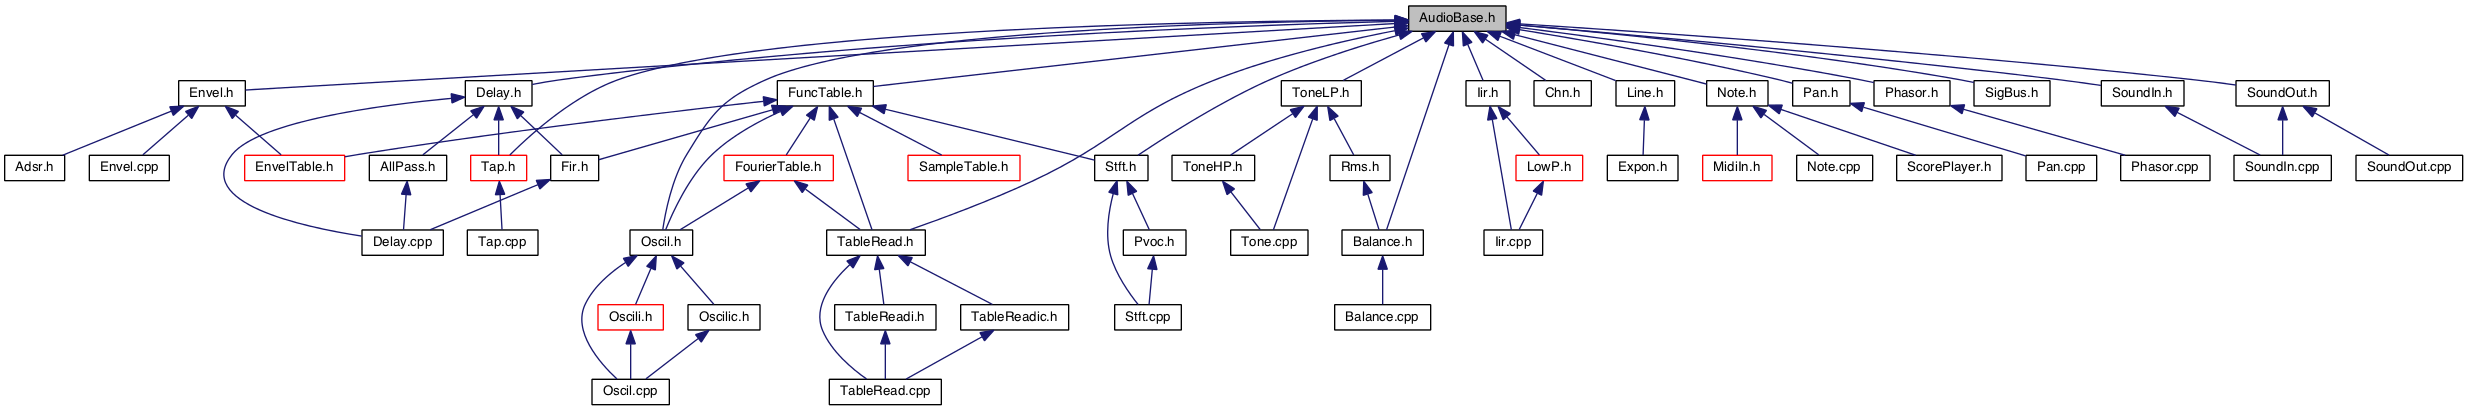 AudioBase.h
Envel.h
Delay.h
FuncTable.h
ToneLP.h
Iir.h
Chn.h
Line.h
Note.h
Pan.h
Phasor.h
SigBus.h
SoundIn.h
SoundOut.h
Adsr.h
Envel.cpp
EnvelTable.h
AllPass.h
Tap.h
Fir.h
FourierTable.h
SampleTable.h
Stft.h
ToneHP.h
Rms.h
LowP.h
Expon.h
MidiIn.h
Note.cpp
ScorePlayer.h
Pan.cpp
Phasor.cpp
SoundIn.cpp
SoundOut.cpp
Delay.cpp
Tap.cpp
Oscil.h
TableRead.h
Pvoc.h
Tone.cpp
Balance.h
Iir.cpp
Oscili.h
Oscilic.h
TableReadi.h
TableReadic.h
Stft.cpp
Balance.cpp
Oscil.cpp
TableRead.cpp